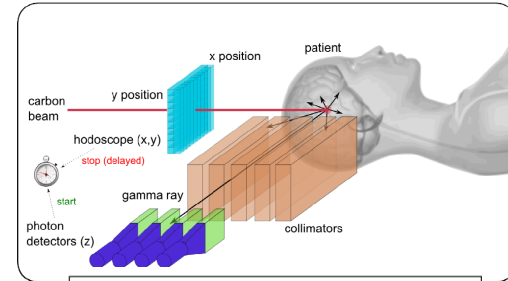 x position
patient
y position
carbon
beam
hodoscope (x,y)
stop (delayed)
gamma ray
start
photon
detectors (z)
collimators